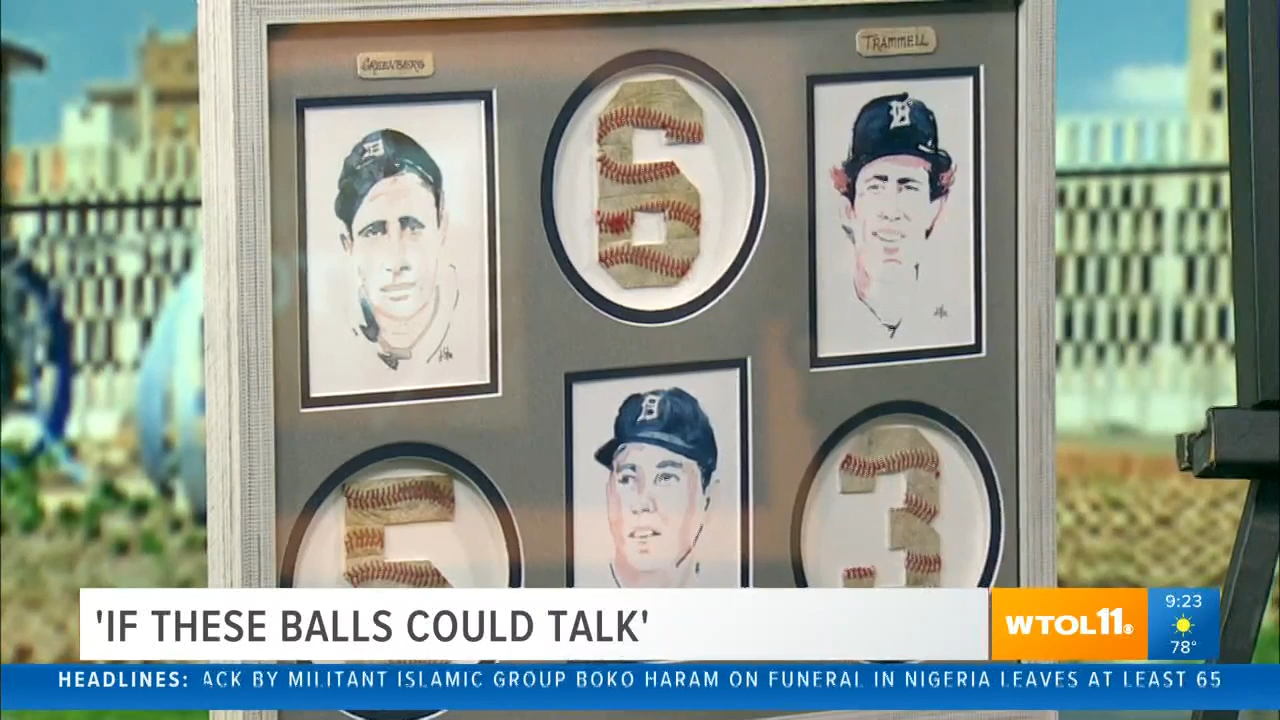 GREENBERG
TRAMMELL
6
5
3
'IF THESE BALLS COULD TALK'
WTOL11
9:23
78°
HEADLINES: ACK BY MILITANT ISLAMIC GROUP BOKO HARAM ON FUNERAL IN NIGERIA LEAVES AT LEAST 65